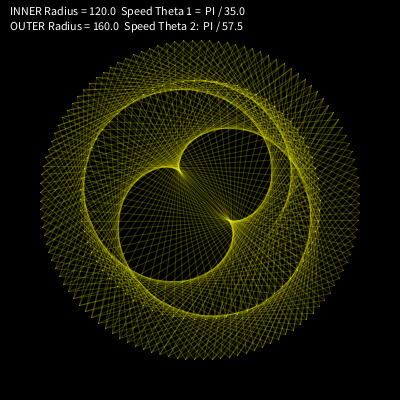 INNER Radius = 120.0  Speed Theta 1 =  PI / 35.0
OUTER Radius = 160.0  Speed Theta 2:  PI / 57.5